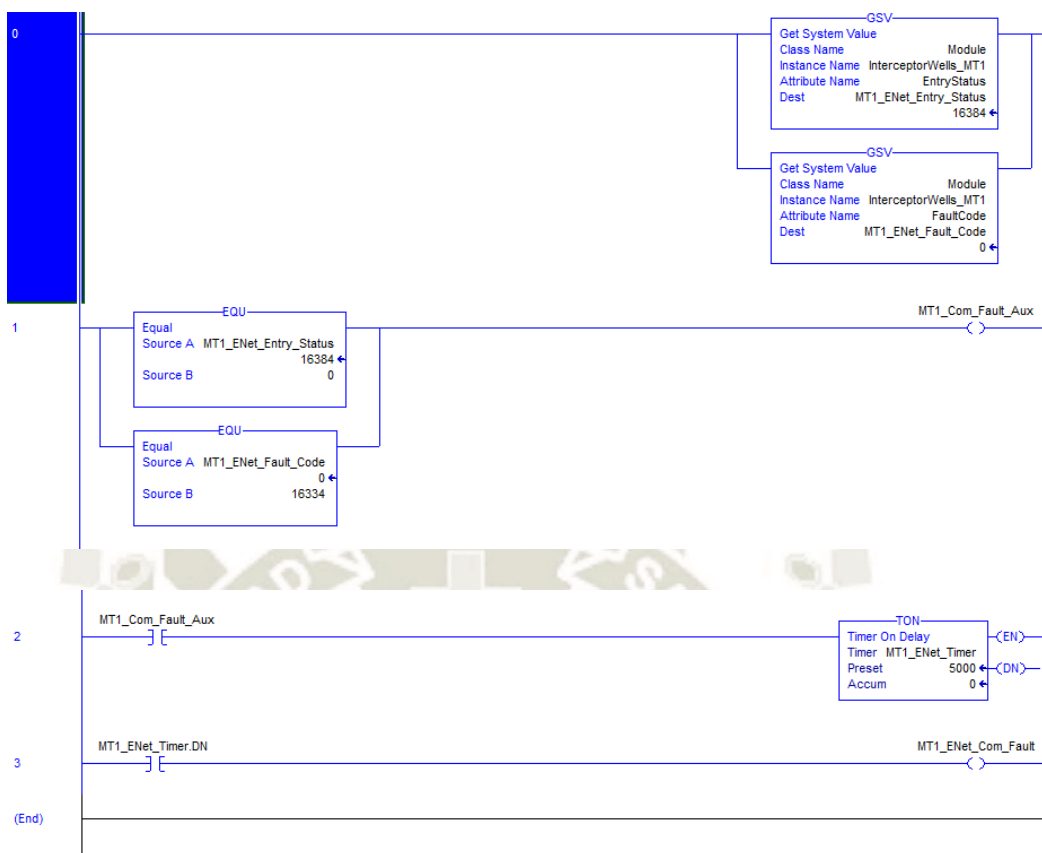 0
GSV
Get System Value
Class Name Module
Instance Name InterceptorWells_MT1
Attribute Name EntryStatus
Dest MT1_ENet_Entry_Status
16384
GSV
Get System Value
Class Name Module
Instance Name InterceptorWells_MT1
Attribute Name FaultCode
Dest MT1_ENet_Fault_Code
0
1
EQU
Equal
Source A MT1_ENet_Entry_Status
16384
Source B 0
MT1_Com_Fault_Aux
EQU
Equal
Source A MT1_ENet_Fault_Code
0
Source B 16334
2
MT1_Com_Fault_Aux
TON
Timer On Delay
Timer MT1_ENet_Timer
Preset 5000
Accum 0
EN
DN
3
MT1_ENet_Timer.DN
MT1_ENet_Com_Fault
(End)